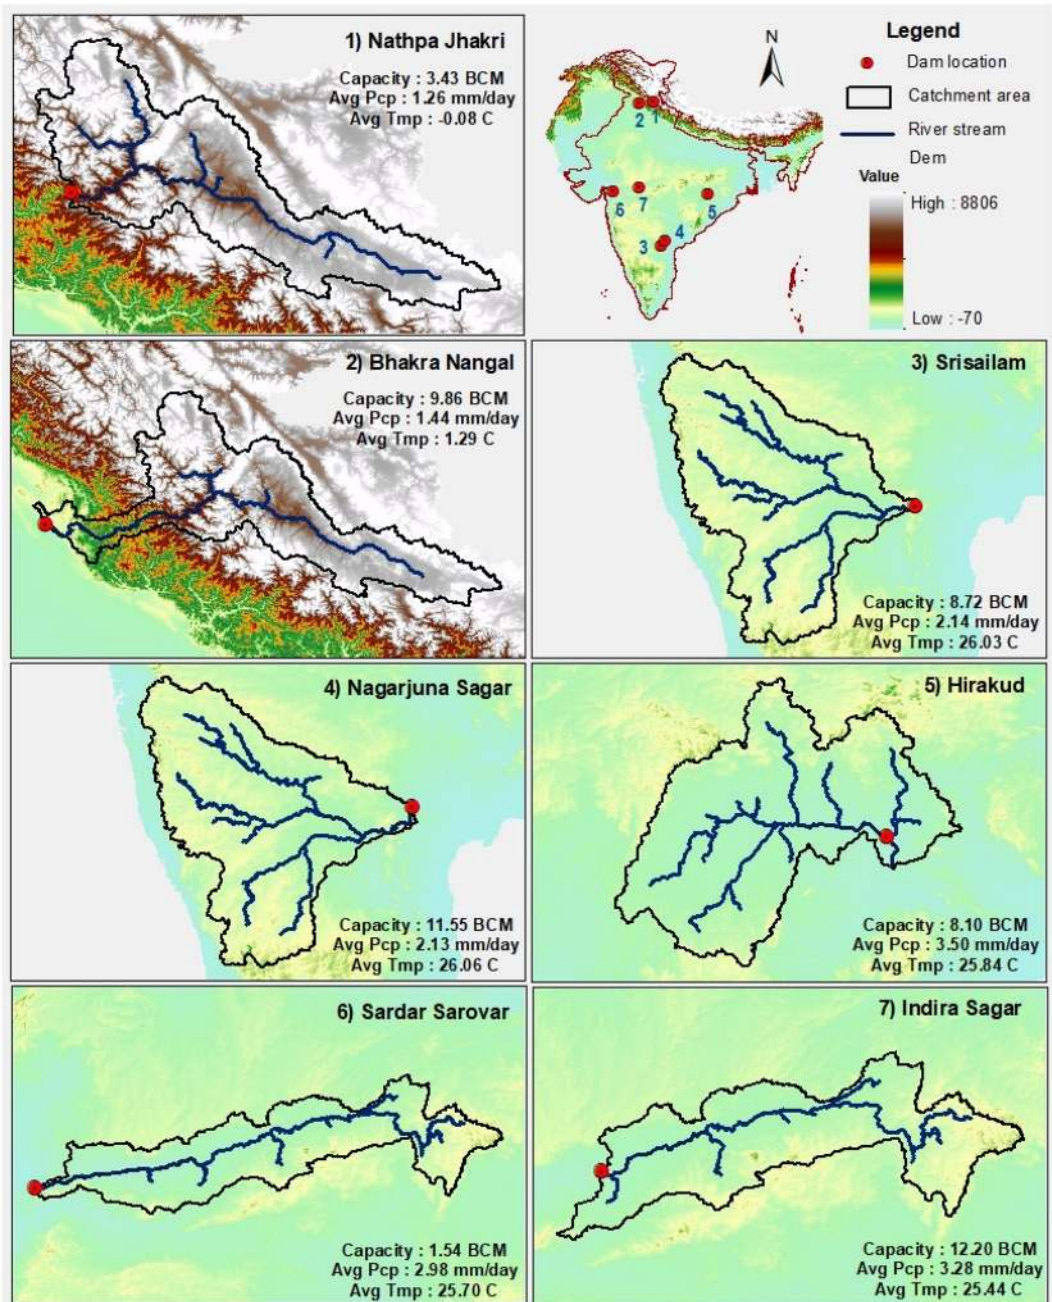 1) Nathpa Jhakri
Capacity : 3.43 BCM
Avg Pcp : 1.26 mm/day
Avg Tmp : -0.08 C
N
2
1
6
7
5
4
3
Legend
Dam location
Catchment area
River stream
Dem
Value
High : 8806
Low : -70
2) Bhakra Nangal
Capacity : 9.86 BCM
Avg Pcp : 1.44 mm/day
Avg Tmp : 1.29 C
3) Srisailam
Capacity : 8.72 BCM
Avg Pcp : 2.14 mm/day
Avg Tmp : 26.03 C
4) Nagarjuna Sagar
Capacity : 11.55 BCM
Avg Pcp : 2.13 mm/day
Avg Tmp : 26.06 C
5) Hirakud
Capacity : 8.10 BCM
Avg Pcp : 3.50 mm/day
Avg Tmp : 25.84 C
6) Sardar Sarovar
Capacity : 1.54 BCM
Avg Pcp : 2.98 mm/day
Avg Tmp : 25.70 C
7) Indira Sagar
Capacity : 12.20 BCM
Avg Pcp : 3.28 mm/day
Avg Tmp : 25.44 C